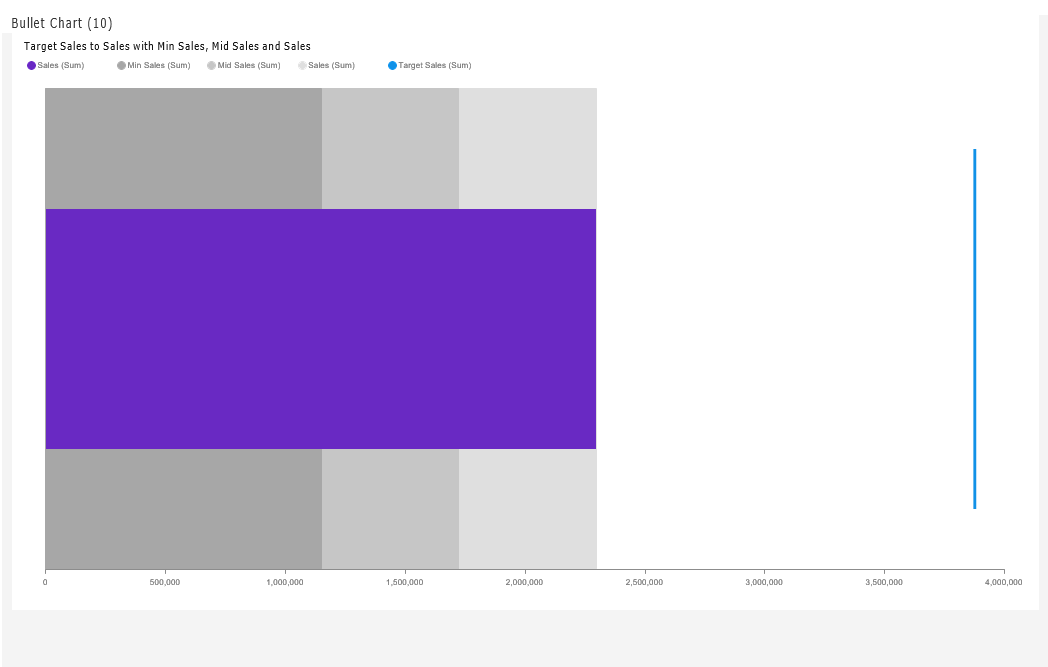 Bullet Chart (10)
Target Sales to Sales with Min Sales, Mid Sales and Sales
Sales (Sum) Min Sales (Sum) Mid Sales (Sum) Sales (Sum) Target Sales (Sum)
0 500,000 1,000,000 1,500,000 2,000,000 2,500,000 3,000,000 3,500,000 4,000,000